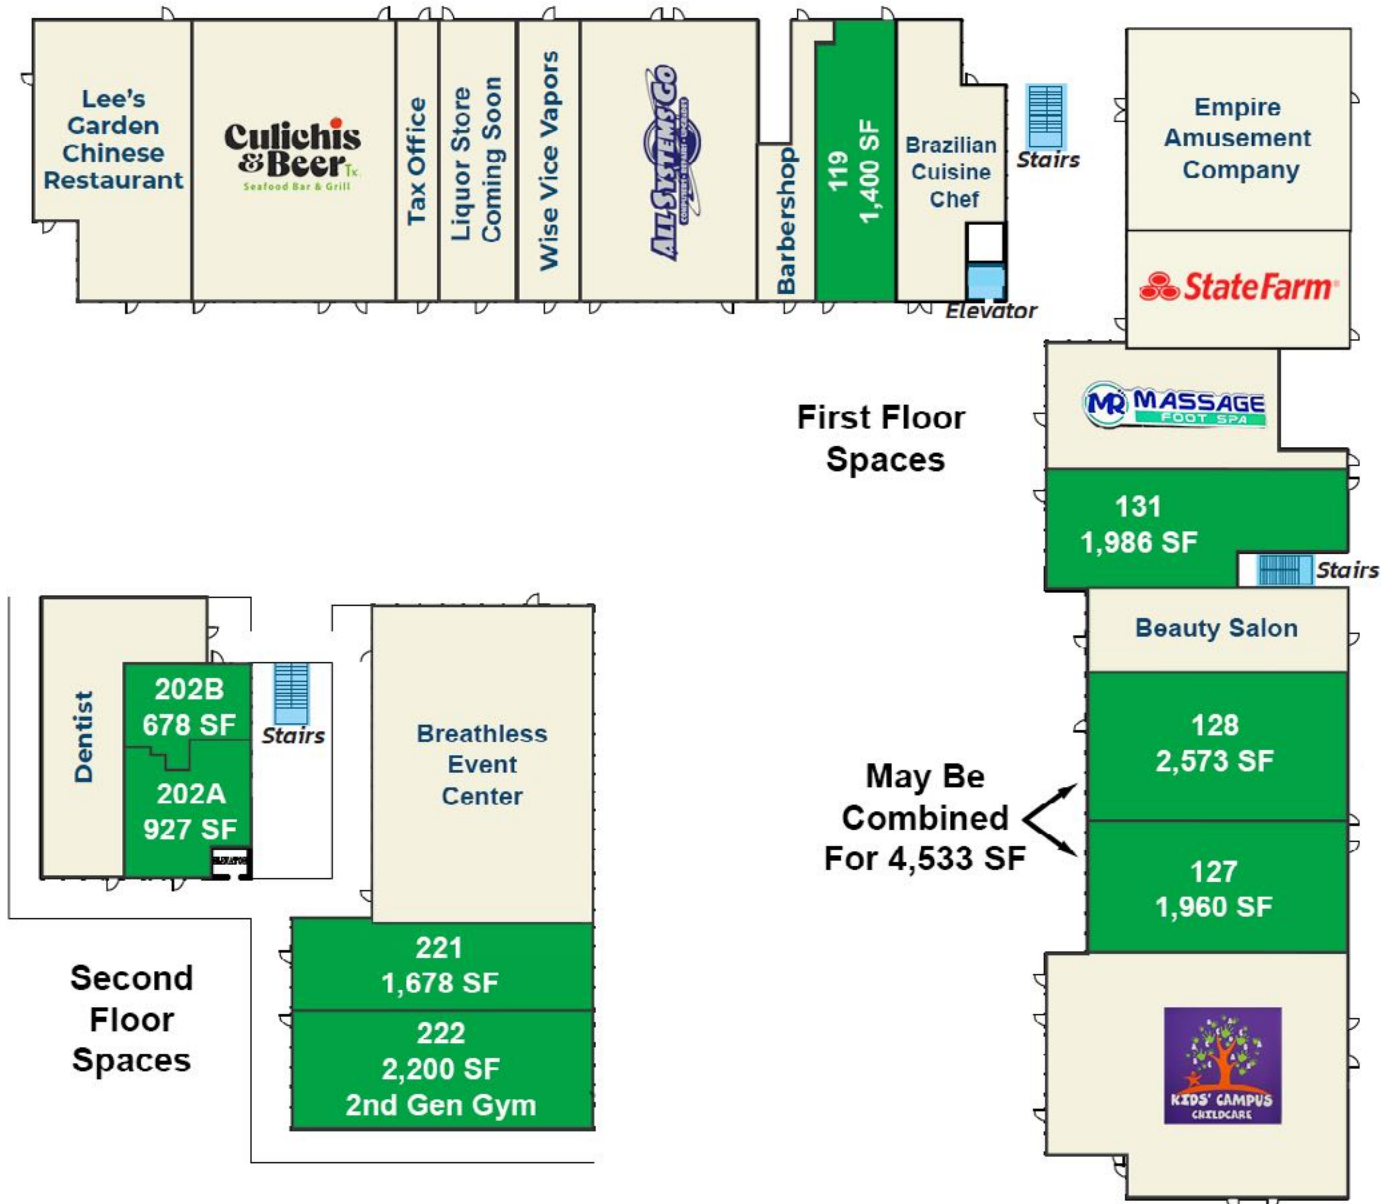 Lee's
Garden
Chinese
Restaurant
Culichis
& Beer Tx.
Seafood Bar & Grill
Tax Office
Liquor Store
Coming Soon
Wise Vice Vapors
ALL SYSTEMS GO
Barbershop
119
1,400 SF
Brazilian
Cuisine
Chef
Elevator
Stairs
Empire
Amusement
Company
State Farm
MR MASSAGE
FOOT SPA
First Floor
Spaces
131
1,986 SF
Stairs
Beauty Salon
128
2,573 SF
May Be
Combined
For 4,533 SF
127
1,960 SF
KIDS' CAMPUS
CHILDCARE
Dentist
202B
678 SF
202A
927 SF
ELEVATOR
Stairs
Breathless
Event
Center
221
1,678 SF
222
2,200 SF
2nd Gen Gym
Second
Floor
Spaces